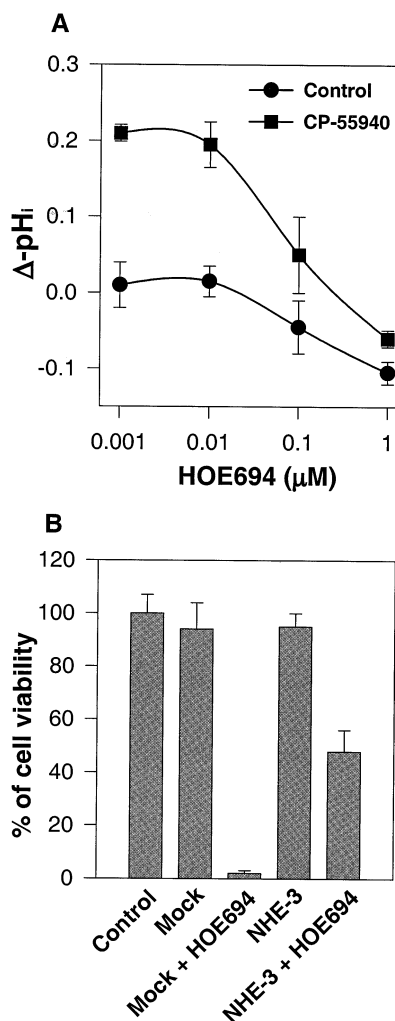 A
0.3
0.2
0.1
0.0
-0.1
Δ-pHi
Control
CP-55940
0.001 0.01 0.1 1
HOE694 (μM)
B
120
100
80
60
40
20
0
% of cell viability
Control
Mock
Mock + HOE694
NHE-3
NHE-3 + HOE694